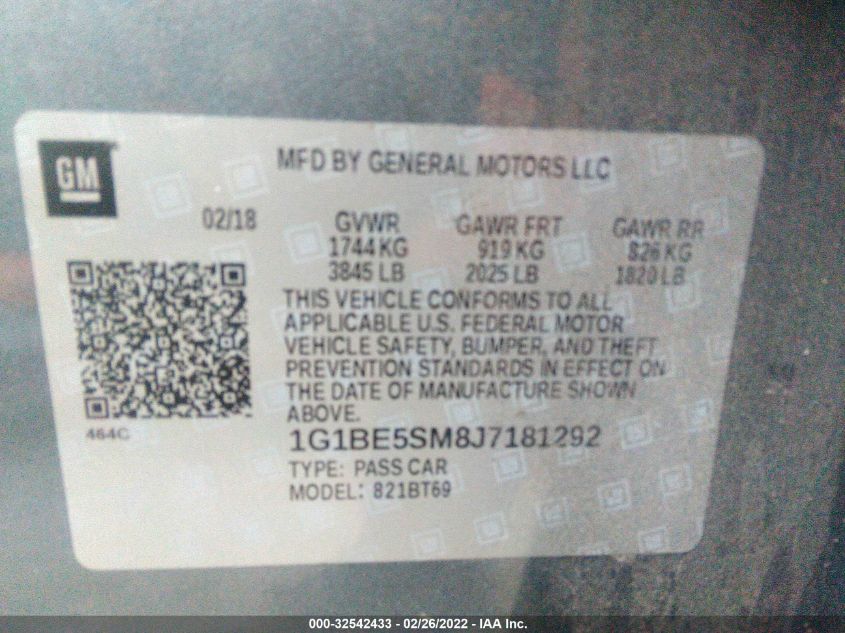 GM
MFD BY GENERAL MOTORS LLC
02/18 GVWR GAWR FRT GAWR RR
1744 KG 919 KG 826 KG
3845 LB 2025 LB 1820 LB
THIS VEHICLE CONFORMS TO ALL
APPLICABLE U.S. FEDERAL MOTOR
VEHICLE SAFETY, BUMPER, AND THEFT
PREVENTION STANDARDS IN EFFECT ON
THE DATE OF MANUFACTURE SHOWN
ABOVE.
464C
1G1BE5SM8J7181292
TYPE: PASS CAR
MODEL: 821BT69
000-32542433 - 02/26/2022 - IAA Inc.